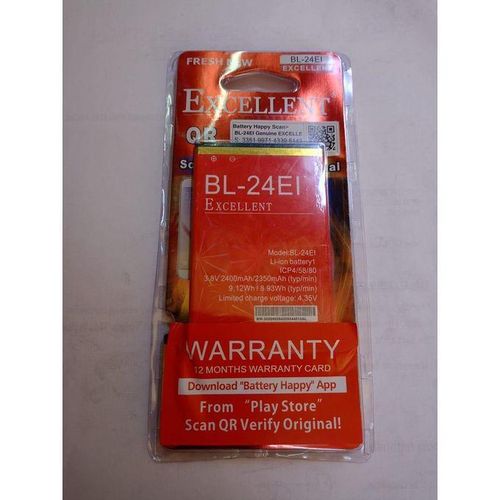 FRESH NEW
BL-24EI
EXCELLENT
EXCELLENT
QR
Battery Happy Scan>
BL-24EI Genuine EXCELLE
BL-24EI
EXCELLENT
Model:BL-24EI
Li-ion battery1
ICP4/58/80
3.8V 2400mAh/2350mAh (typ/min)
9.12Wh / 8.93Wh (typ/min)
Limited charge voltage: 4.35V
WARRANTY
12 MONTHS WARRANTY CARD
Download "Battery Happy" App
From "Play Store"
Scan QR Verify Original!